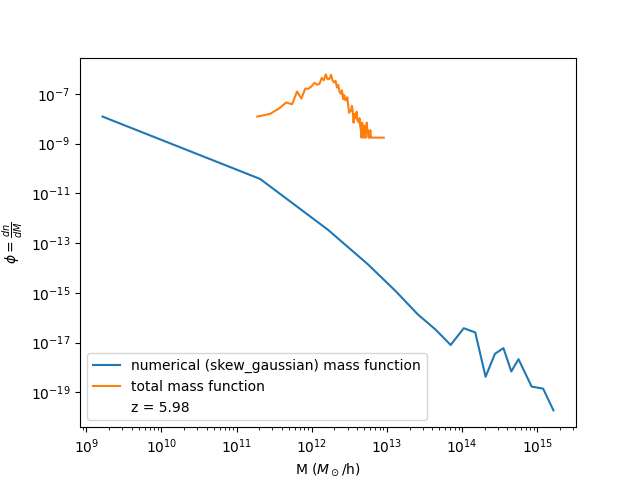 10⁻⁷
10⁻⁹
10⁻¹¹
10⁻¹³
10⁻¹⁵
10⁻¹⁷
10⁻¹⁹
ϕ = dn/dM
numerical (skew_gaussian) mass function
total mass function
z = 5.98
10⁹ 10¹⁰ 10¹¹ 10¹² 10¹³ 10¹⁴ 10¹⁵
M (M⊙/h)